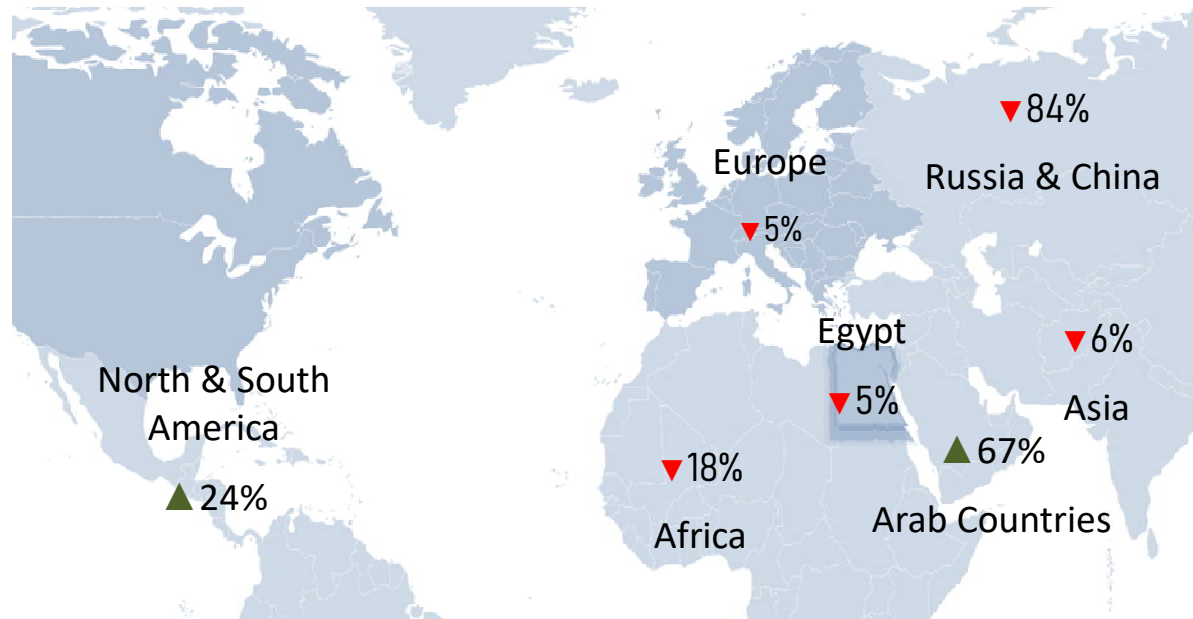 ▼84%
Europe
Russia & China
▼5%
Egypt
▼6%
North & South
America
▼5%
Asia
▲67%
▼18%
▲24%
Arab Countries
Africa